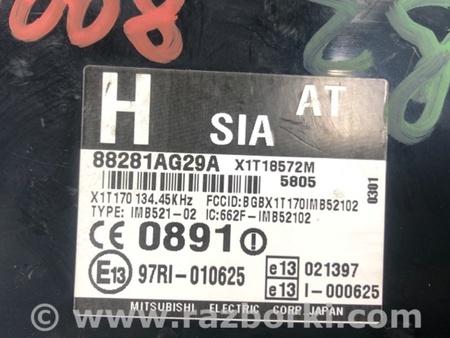 008
H SIA AT
88281AG29A X1T18572M
5805
0301
X1T170 134.45KHz FCCID:BGBX1T170IMB52102
TYPE: IMB521-02 IC:662F-IMB52102
CE 0891
E13 97RI-010625
e13 021397
e13 I-000625
MITSUBISHI ELECTRIC CORP. JAPAN
© www.razborki.com